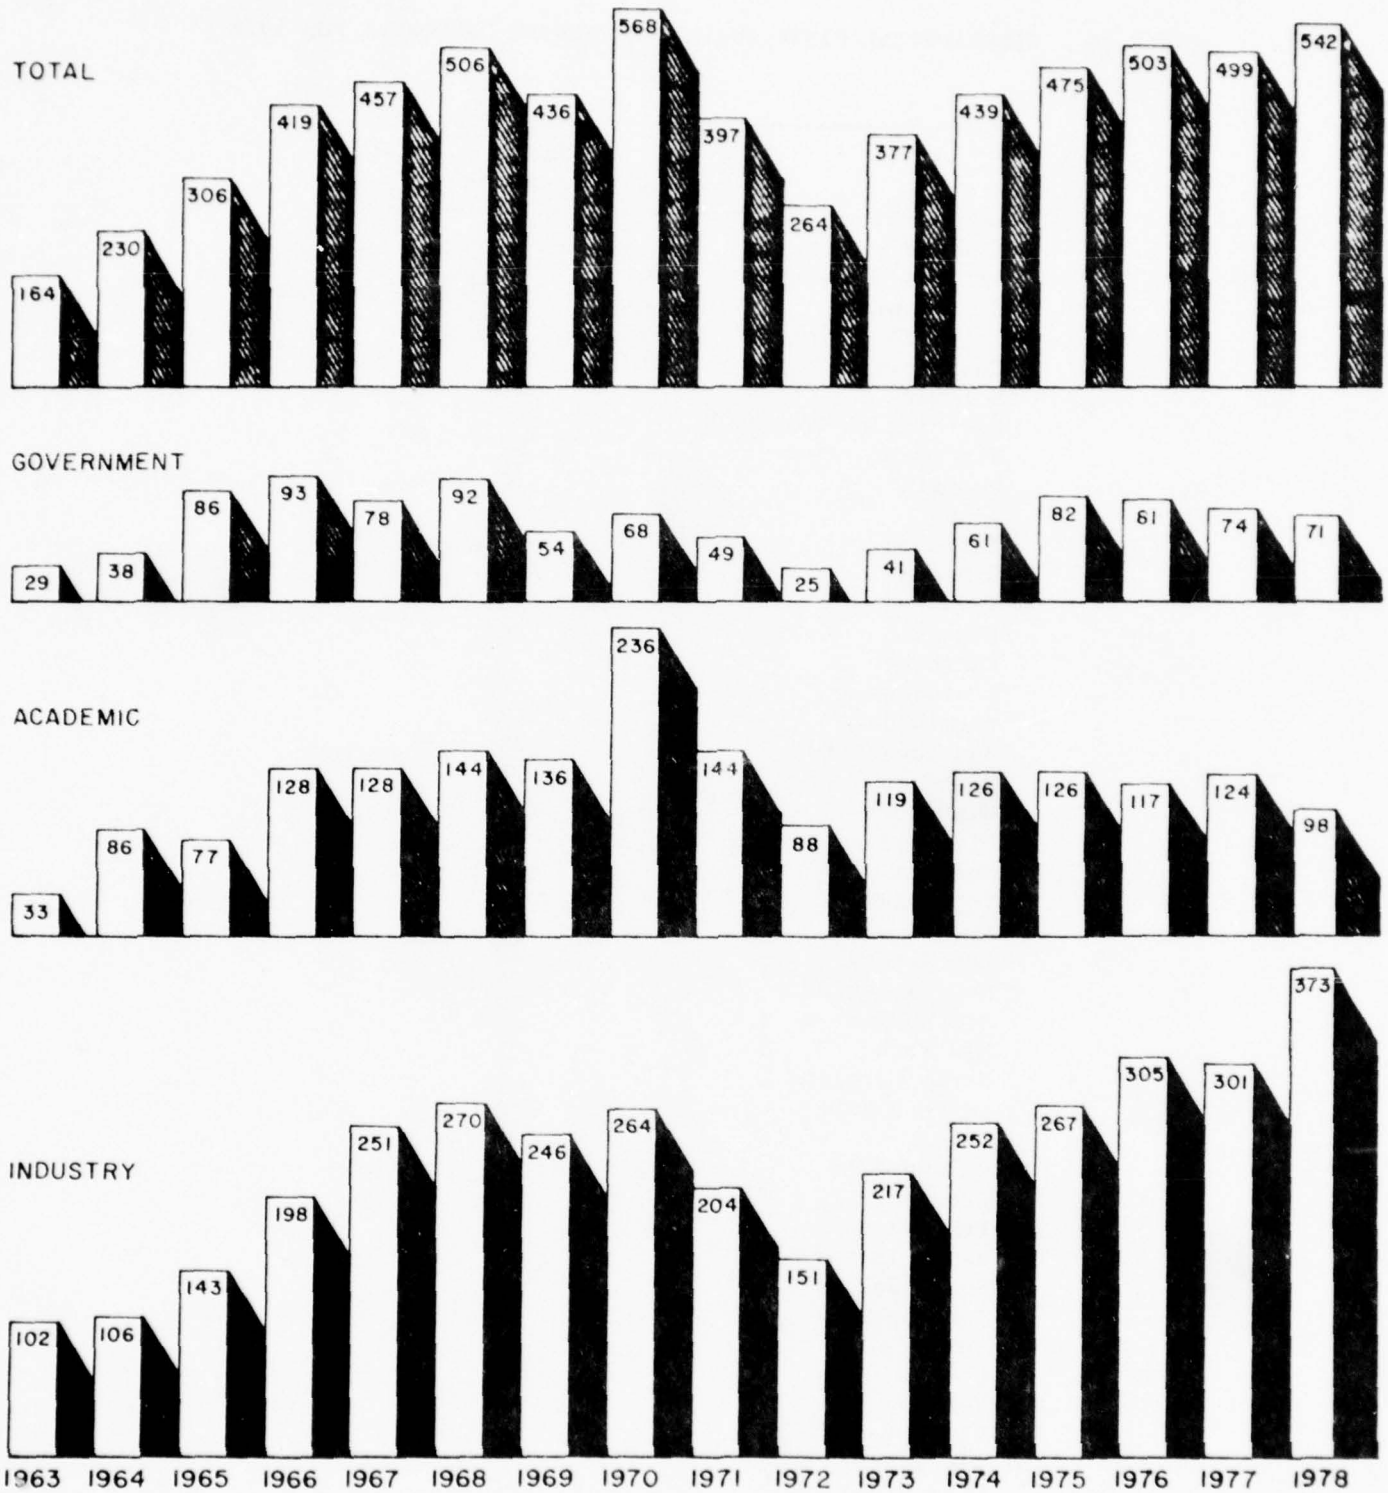 TOTAL
164 230 306 419 457 506 436 568 397 264 377 439 475 503 499 542
GOVERNMENT
29 38 86 93 78 92 54 68 49 25 41 61 82 61 74 71
ACADEMIC
33 86 77 128 128 144 136 236 144 88 119 126 126 117 124 98
INDUSTRY
102 106 143 198 251 270 246 264 204 151 217 252 267 305 301 373
1963 1964 1965 1966 1967 1968 1969 1970 1971 1972 1973 1974 1975 1976 1977 1978